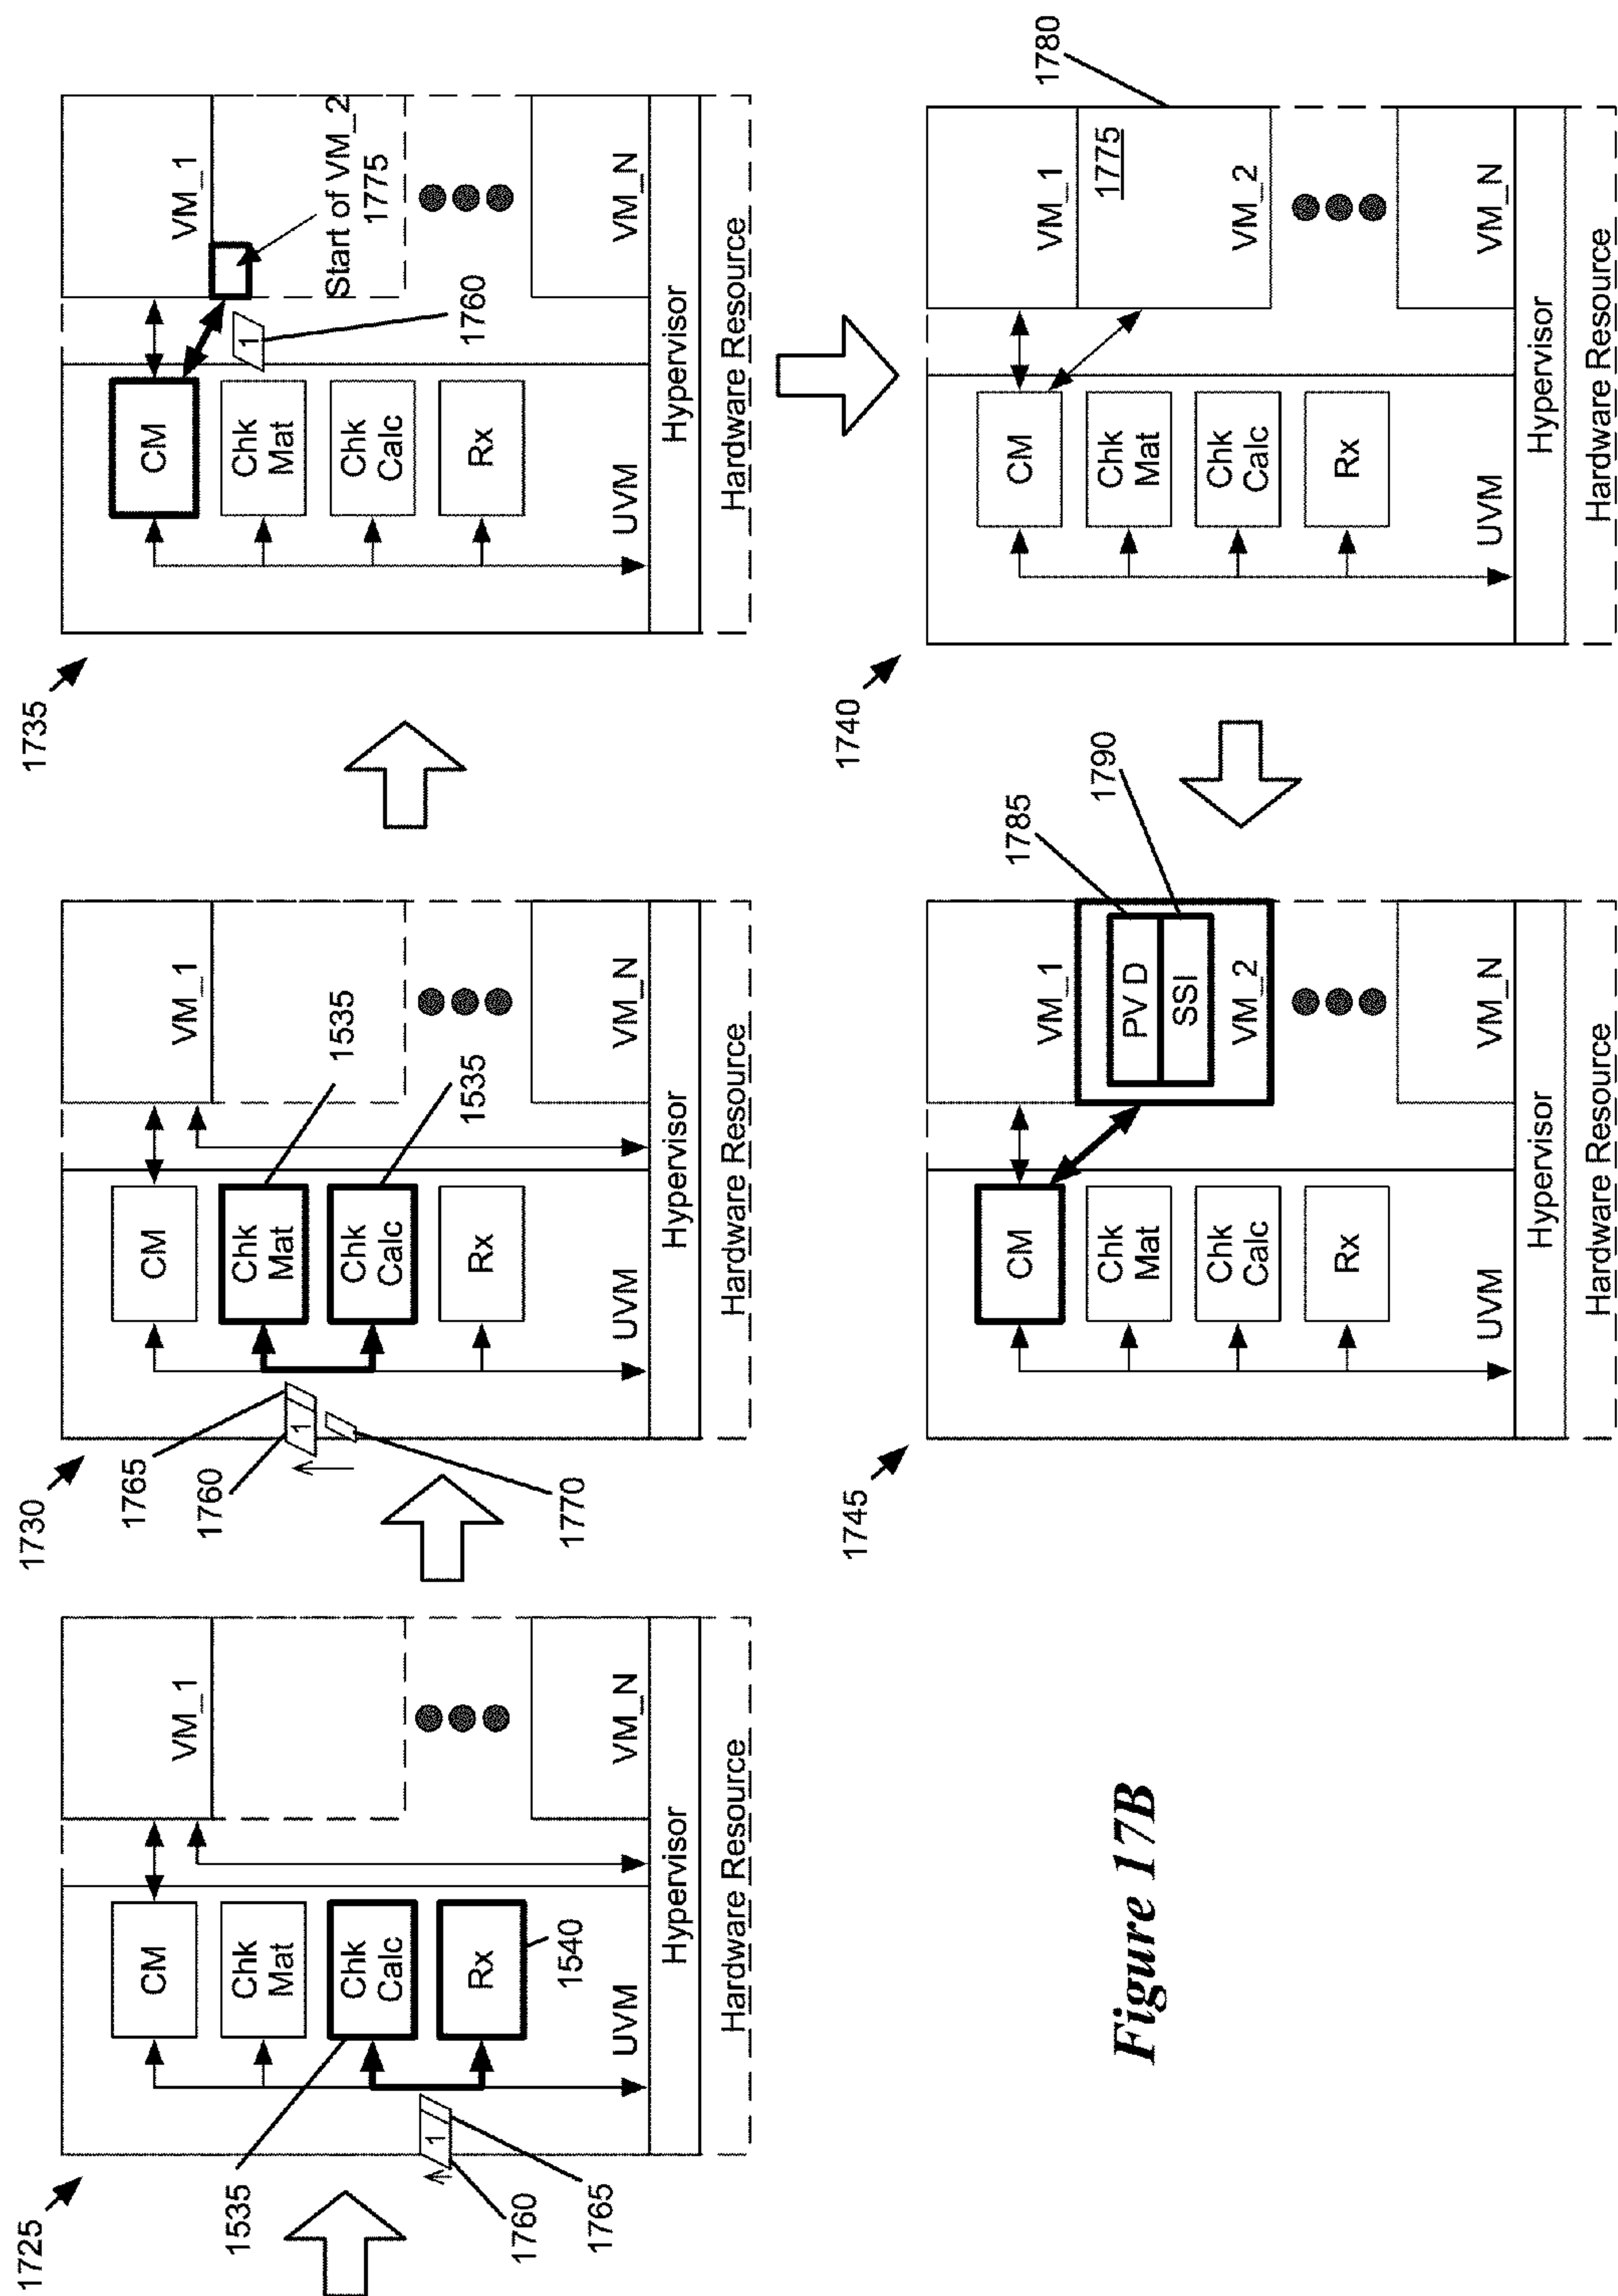 1725
CM
Chk
Mat
Chk
Calc
Rx
UVM
VM_1
VM_N
Hypervisor
Hardware Resource
1535
1540
1
1760
1765
1730
CM
Chk
Mat
Chk
Calc
Rx
UVM
VM_1
VM_N
Hypervisor
Hardware Resource
1535
1535
1
1765
1760
1770
1735
CM
Chk
Mat
Chk
Calc
Rx
UVM
VM_1
Start of VM_2
1775
VM_N
Hypervisor
Hardware Resource
1
1760
1745
CM
Chk
Mat
Chk
Calc
Rx
UVM
VM_1
PV D
SSI
VM_2
VM_N
Hypervisor
Hardware Resource
1785
1790
1740
CM
Chk
Mat
Chk
Calc
Rx
UVM
VM_1
1775
VM_2
VM_N
Hypervisor
Hardware Resource
1780
Figure 17B